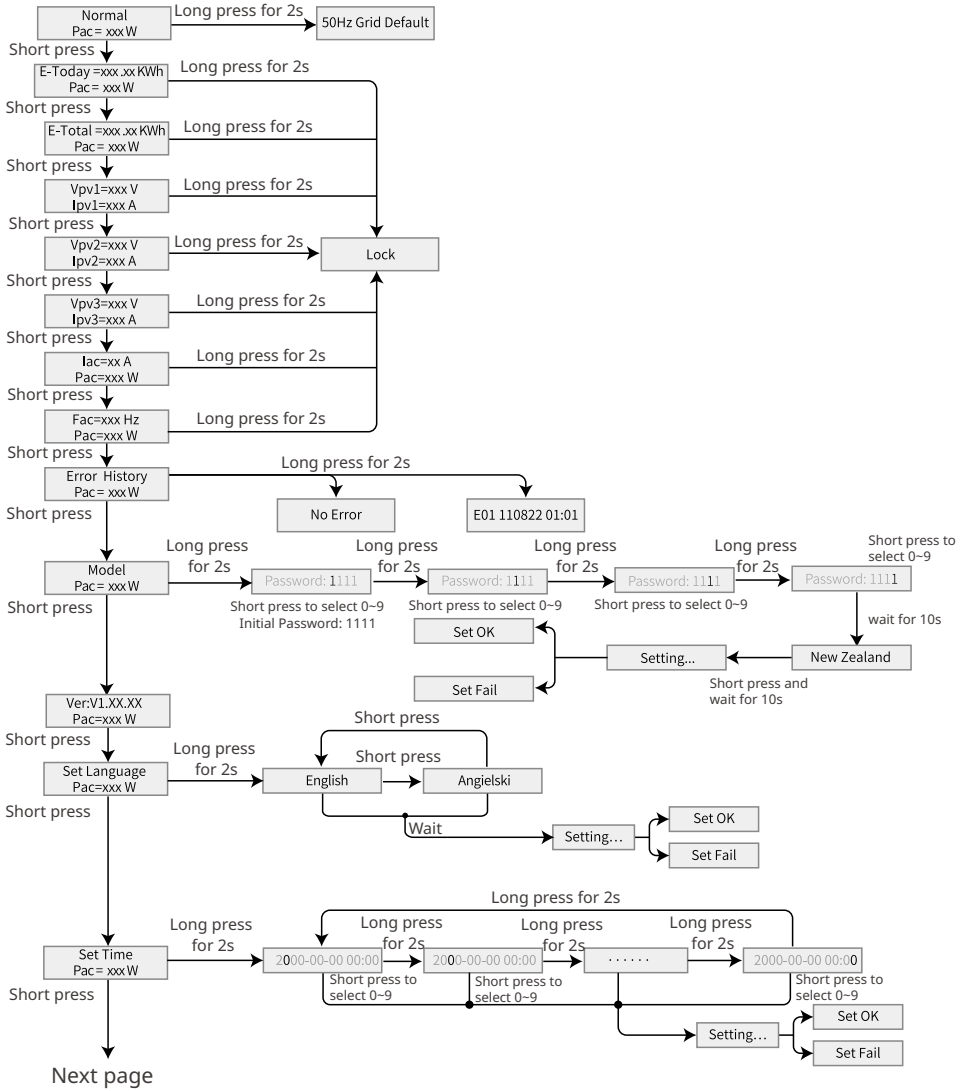 Normal
Pac= xxx W
Long press for 2s
50Hz Grid Default
Short press
E-Today =xxx.xx KWh
Pac= xxx W
Long press for 2s
Short press
E-Total =xxx.xx KWh
Pac= xxx W
Long press for 2s
Short press
Vpv1=xxx V
Ipv1=xxx A
Long press for 2s
Short press
Vpv2=xxx V
Ipv2=xxx A
Long press for 2s
Lock
Short press
Vpv3=xxx V
Ipv3=xxx A
Long press for 2s
Short press
Iac=xx A
Pac=xxx W
Long press for 2s
Short press
Fac=xxx Hz
Pac=xxx W
Long press for 2s
Short press
Error History
Pac= xxx W
Long press for 2s
No Error
E01 110822 01:01
Short press
Model
Pac= xxx W
Long press
for 2s
Password: 1111
Short press to select 0~9
Initial Password: 1111
Long press
for 2s
Password: 1111
Short press to select 0~9
Long press
for 2s
Password: 1111
Short press to select 0~9
Long press
for 2s
Short press to
select 0~9
Password: 1111
wait for 10s
New Zealand
Short press and
wait for 10s
Setting...
Set OK
Set Fail
Short press
Ver:V1.XX.XX
Pac=xxx W
Short press
Set Language
Pac=xxx W
Long press
for 2s
English
Short press
Short press
Angielski
Wait
Setting...
Set OK
Set Fail
Short press
Set Time
Pac= xxx W
Long press
for 2s
Long press for 2s
2000-00-00 00:00
Short press to
select 0~9
Long press
for 2s
2000-00-00 00:00
Short press to
select 0~9
Long press
for 2s
······
Long press
for 2s
2000-00-00 00:00
Short press to
select 0~9
Setting...
Set OK
Set Fail
Short press
Next page